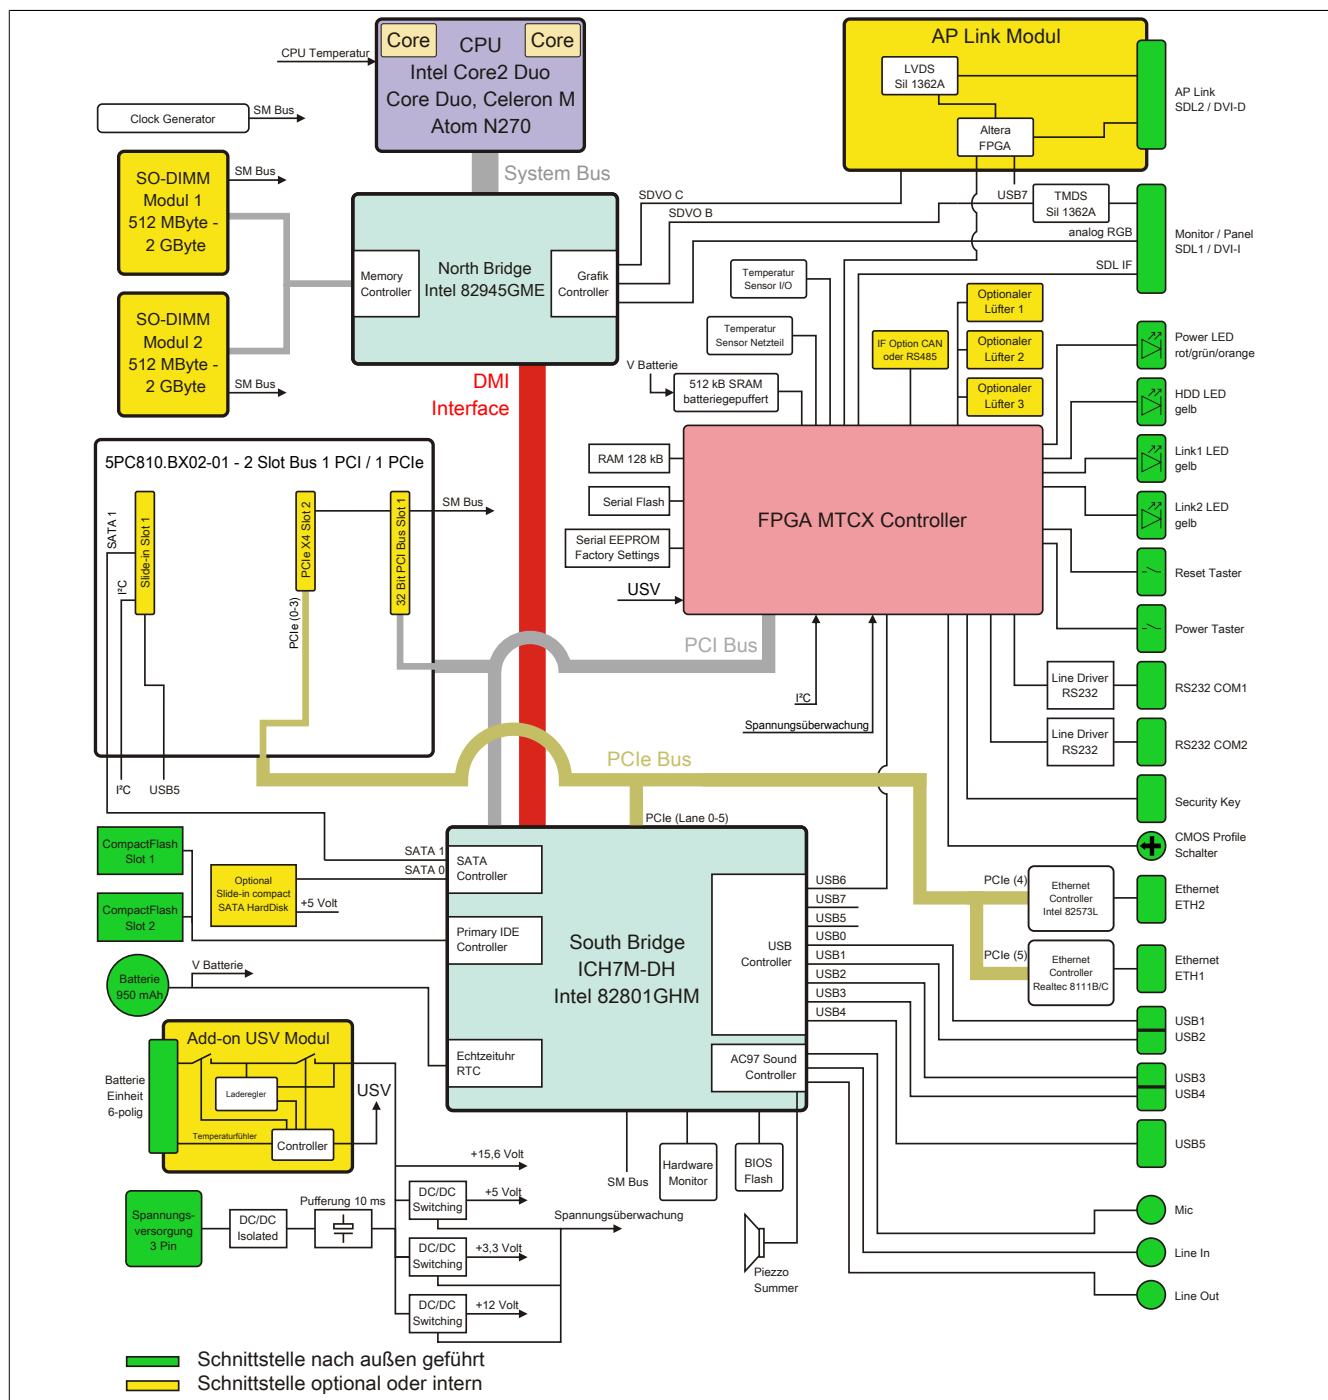 Core
CPU
Core
Intel Core2 Duo
Core Duo, Celeron M
Atom N270
CPU Temperatur
Clock Generator
SM Bus
SO-DIMM
Modul 1
512 MByte -
2 GByte
SM Bus
SO-DIMM
Modul 2
512 MByte -
2 GByte
SM Bus
System Bus
Memory
Controller
North Bridge
Intel 82945GME
Grafik
Controller
DMI
Interface
AP Link Modul
LVDS
Sil 1362A
Altera
FPGA
AP Link
SDL2 / DVI-D
SDVO C
SDVO B
USB7
TMDS
Sil 1362A
analog RGB
Monitor / Panel
SDL1 / DVI-I
SDL IF
Temperatur
Sensor I/O
Temperatur
Sensor Netzteil
V Batterie
512 kB SRAM
batteriegepuffert
IF Option CAN
oder RS485
Optionaler
Lüfter 1
Optionaler
Lüfter 2
Optionaler
Lüfter 3
Power LED
rot/grün/orange
HDD LED
gelb
Link1 LED
gelb
Link2 LED
gelb
Reset Taster
Power Taster
RAM 128 kB
Serial Flash
Serial EEPROM
Factory Settings
USV
FPGA MTCX Controller
5PC810.BX02-01 - 2 Slot Bus 1 PCI / 1 PCIe
SATA 1
I²C
Slide-in Slot 1
PCIe X4 Slot 2
PCIe (0-3)
32 Bit PCI Bus Slot 1
SM Bus
I²C
USB5
PCI Bus
I²C
Spannungsüberwachung
Line Driver
RS232
RS232 COM1
Line Driver
RS232
RS232 COM2
Security Key
CMOS Profile
Schalter
PCIe Bus
PCIe (Lane 0-5)
PCIe (4)
Ethernet
Controller
Intel 82573L
Ethernet
ETH2
PCIe (5)
Ethernet
Controller
Realtec 8111B/C
Ethernet
ETH1
CompactFlash
Slot 1
CompactFlash
Slot 2
Optional
Slide-in compact
SATA HardDisk
+5 Volt
SATA 1
SATA 0
SATA
Controller
Primary IDE
Controller
Echtzeituhr
RTC
South Bridge
ICH7M-DH
Intel 82801GHM
USB
Controller
AC97 Sound
Controller
USB6
USB7
USB5
USB0
USB1
USB2
USB3
USB4
USB1
USB2
USB3
USB4
USB5
Mic
Line In
Line Out
Batterie
950 mAh
V Batterie
Add-on USV Modul
Laderegler
Temperaturfühler
Controller
Batterie
Einheit
6-polig
USV
SM Bus
Hardware
Monitor
BIOS
Flash
Piezzo
Summer
Spannungs-
versorgung
3 Pin
DC/DC
Isolated
Pufferung 10 ms
+15,6 Volt
DC/DC
Switching
+5 Volt
Spannungsüberwachung
DC/DC
Switching
+3,3 Volt
DC/DC
Switching
+12 Volt
Schnittstelle nach außen geführt
Schnittstelle optional oder intern